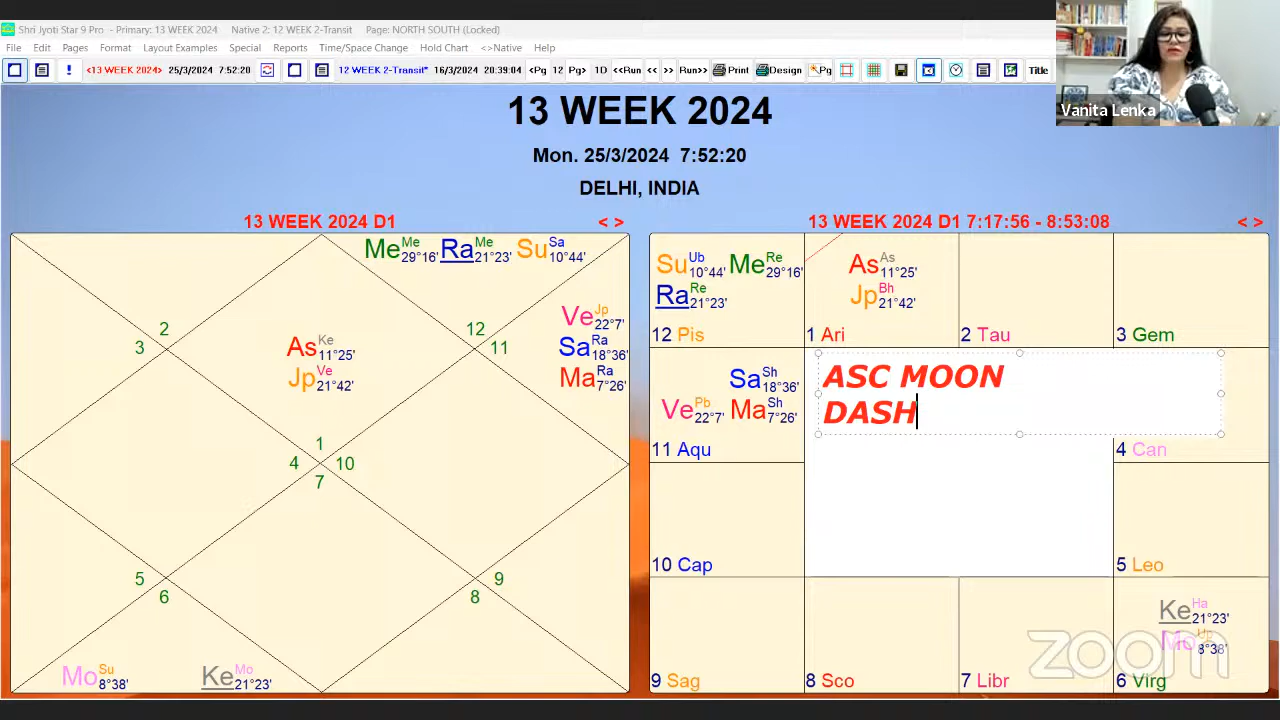 Shri Jyoti Star 9 Pro - Primary: 13 WEEK 2024 Native 2: 12 WEEK 2-Transit Page: NORTH SOUTH (Locked)
File Edit Pages Format Layout Examples Special Reports Time/Space Change Hold Chart <>Native Help
! <13 WEEK 2024> 25/3/2024 7:52:20 12 WEEK 2-Transit* 16/3/2024 20:39:04 <Pg 12 Pg> 1D <<Run << >> Run>> Print Design Pg Title
Vanita Lenka
13 WEEK 2024
Mon. 25/3/2024 7:52:20
DELHI, INDIA
13 WEEK 2024 D1 < >
Me Me 29°16' Ra Me 21°23' Su Sa 10°44'
Ve Jp 22°7'
Sa Ra 18°36'
Ma Ra 7°26'
2
3
12
11
As Ke 11°25'
Jp Ve 21°42'
1
4 10
7
5
6
9
8
Mo Su 8°38' Ke Mo 21°23'
13 WEEK 2024 D1 7:17:56 - 8:53:08 < >
Su Ub 10°44' Me Re 29°16'
Ra Re 21°23'
12 Pis
As As 11°25'
Jp Bh 21°42'
1 Ari
2 Tau
3 Gem
Sa Sh 18°36'
Ve Pb 22°7' Ma Sh 7°26'
11 Aqu
ASC MOON
DASH
4 Can
10 Cap
5 Leo
9 Sag
8 Sco
7 Libr
Ke Ha 21°23'
Mo Up 8°38'
6 Virg
zoom